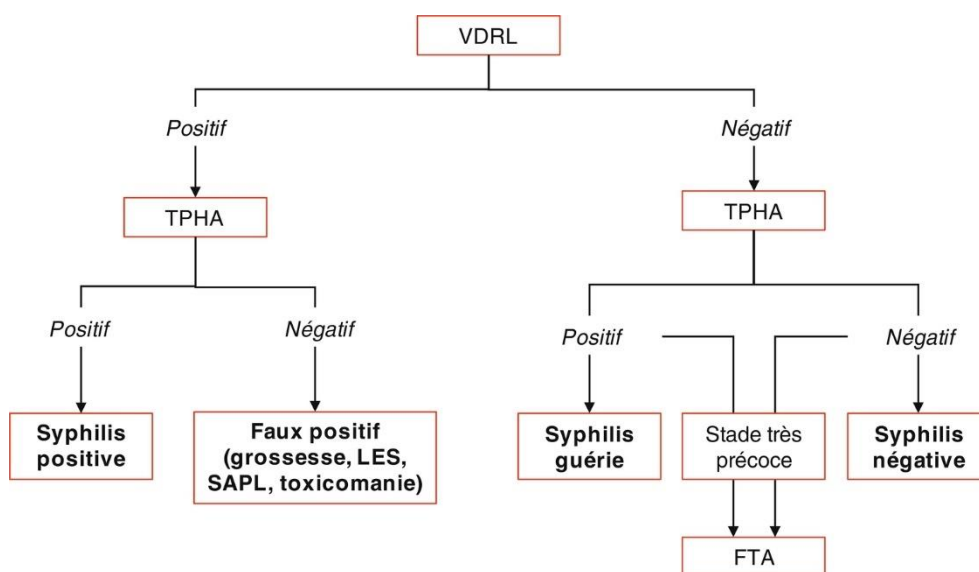 VDRL
Positif
Négatif
TPHA
TPHA
Positif
Négatif
Positif
Négatif
Syphilis
positive
Faux positif
(grossesse, LES,
SAPL, toxicomanie)
Syphilis
guérie
Stade très
précoce
Syphilis
négative
FTA